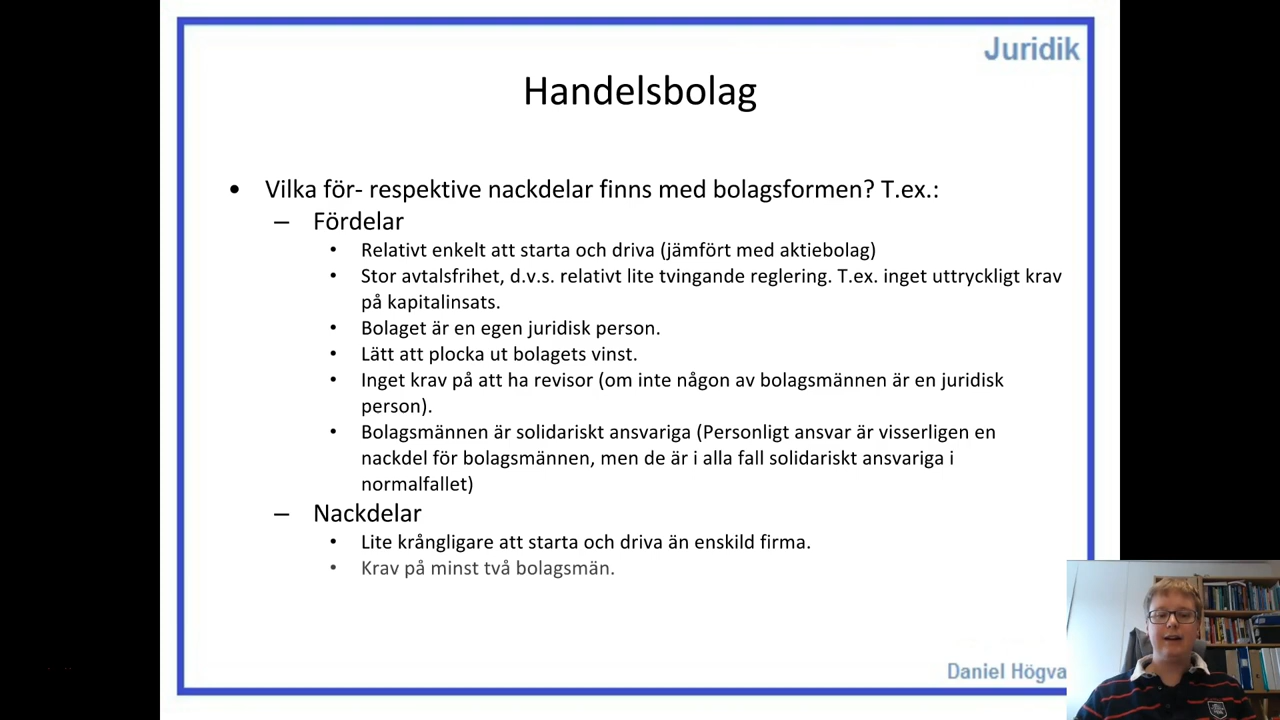 Juridik
Handelsbolag
• Vilka för- respektive nackdelar finns med bolagsformen? T.ex.:
– Fördelar
• Relativt enkelt att starta och driva (jämfört med aktiebolag)
• Stor avtalsfrihet, d.v.s. relativt lite tvingande reglering. T.ex. inget uttryckligt krav
på kapitalinsats.
• Bolaget är en egen juridisk person.
• Lätt att plocka ut bolagets vinst.
• Inget krav på att ha revisor (om inte någon av bolagsmännen är en juridisk
person).
• Bolagsmännen är solidariskt ansvariga (Personligt ansvar är visserligen en
nackdel för bolagsmännen, men de är i alla fall solidariskt ansvariga i
normalfallet)
– Nackdelar
• Lite krångligare att starta och driva än enskild firma.
• Krav på minst två bolagsmän.
Daniel Högva